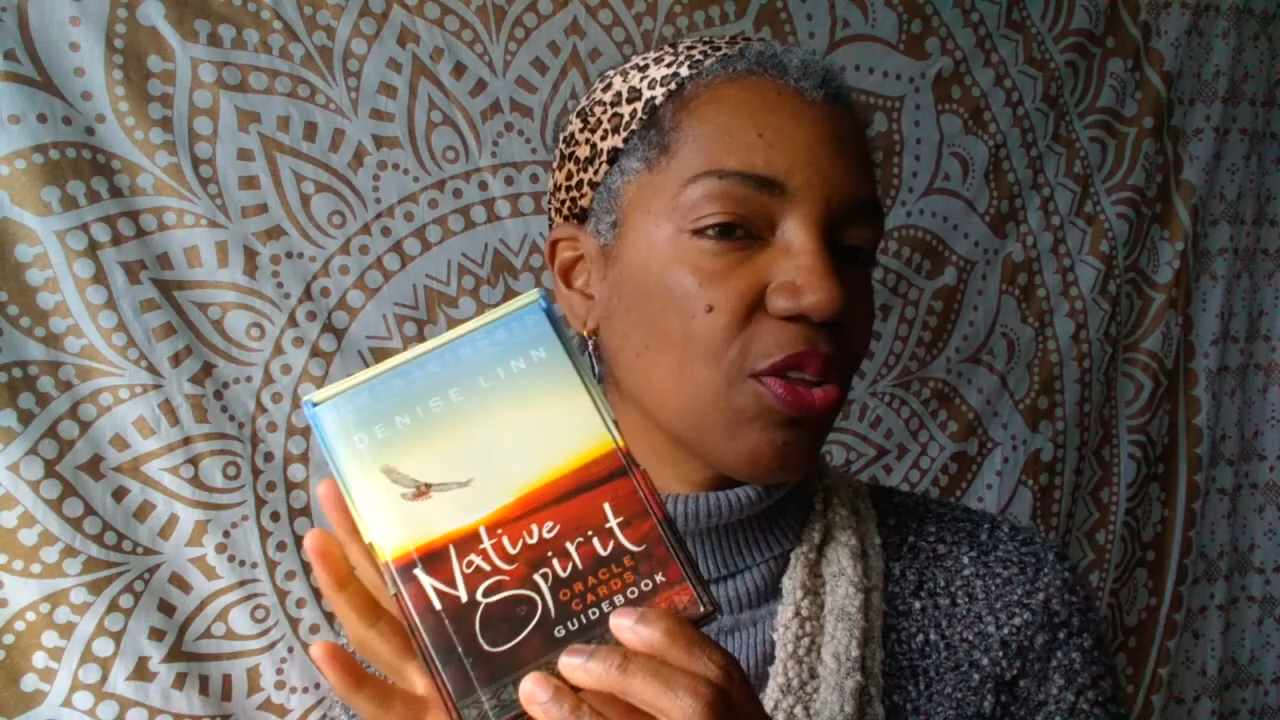 DENISE LINN
Native
Spirit
ORACLE
CARDS
GUIDEBOOK